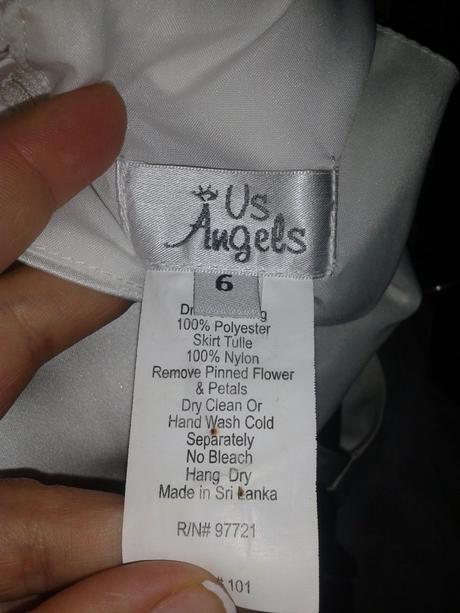 Us
Angels
6
100% Polyester
Skirt Tulle
100% Nylon
Remove Pinned Flower
& Petals
Dry Clean Or
Hand Wash Cold
Separately
No Bleach
Hang Dry
Made in Sri Lanka
R/N# 97721
# 101